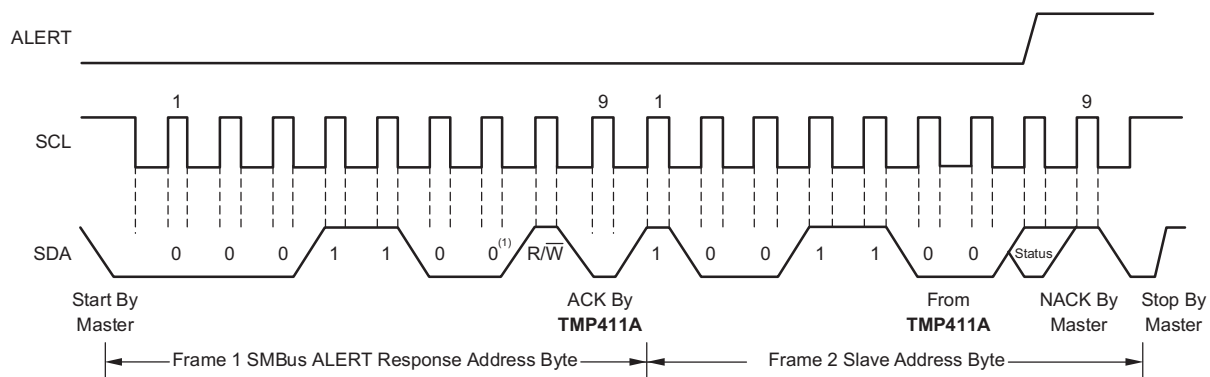 ALERT
1 9 1 9
SCL
SDA
0 0 0 1 1 0 0(1) R/W 1 0 0 1 1 0 0 Status
Start By
Master
ACK By
TMP411A
From
TMP411A
NACK By
Master
Stop By
Master
Frame 1 SMBus ALERT Response Address Byte
Frame 2 Slave Address Byte